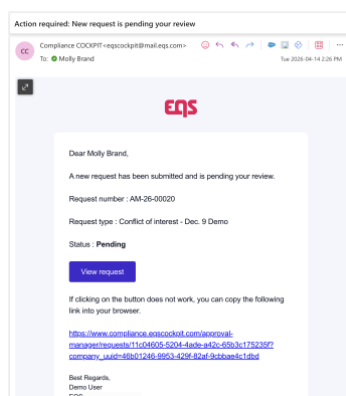 Action required: New request is pending your review
CC
Compliance COCKPIT<eqscockpit@mail.eqs.com>
To: Molly Brand
Tue 2026-04-14 2:26 PM
EQS
Dear Molly Brand,
A new request has been submitted and is pending your review.
Request number : AM-26-00020
Request type : Conflict of interest - Dec. 9 Demo
Status : Pending
View request
If clicking on the button does not work, you can copy the following
link into your browser.
https://www.compliance.eqscockpit.com/approval-
manager/requests/11c04605-5204-4ade-a42c-65b3c175235f?
company_uuid=46b01246-9953-429f-82af-9cbbae4c1dbd
Best Regards,
Demo User
EQS